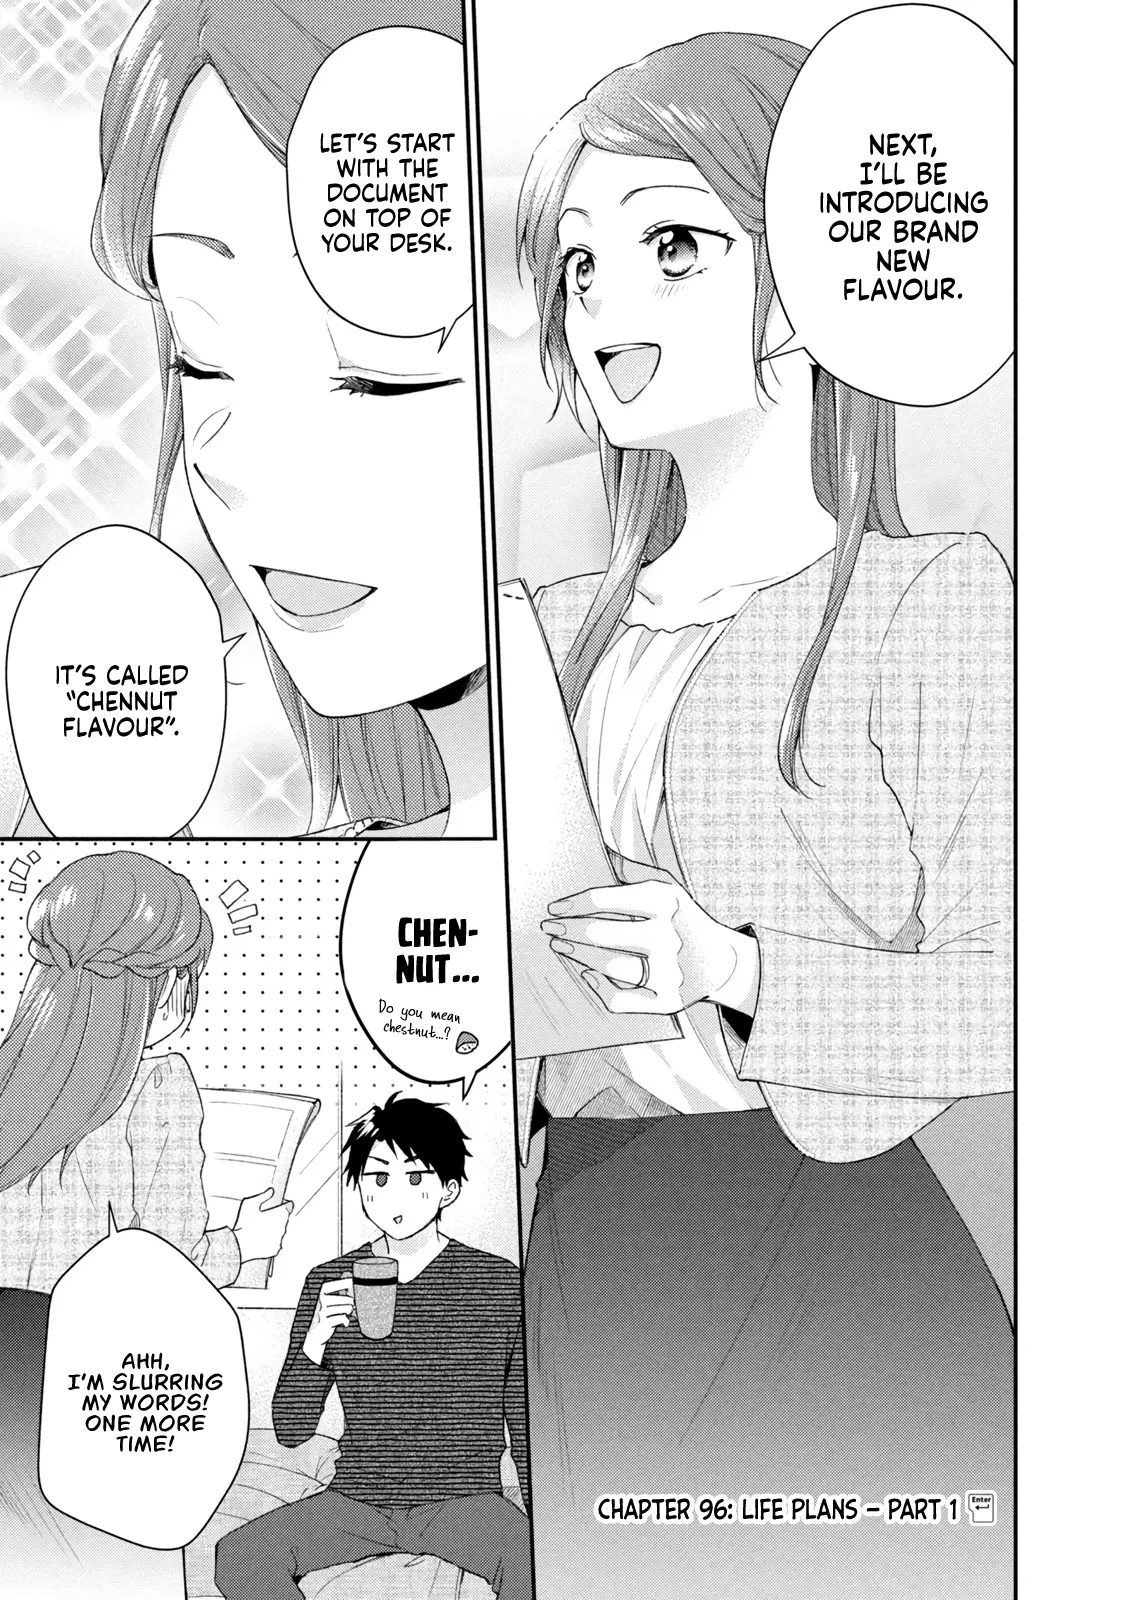 NEXT,
I'LL BE
INTRODUCING
OUR BRAND
NEW
FLAVOUR.
LET'S START
WITH THE
DOCUMENT
ON TOP OF
YOUR DESK.
IT'S CALLED
"CHENNUT
FLAVOUR".
CHEN-
NUT...
Do you mean
chestnut...?
AHH,
I'M SLURRING
MY WORDS!
ONE MORE
TIME!
CHAPTER 96: LIFE PLANS – PART 1
Enter